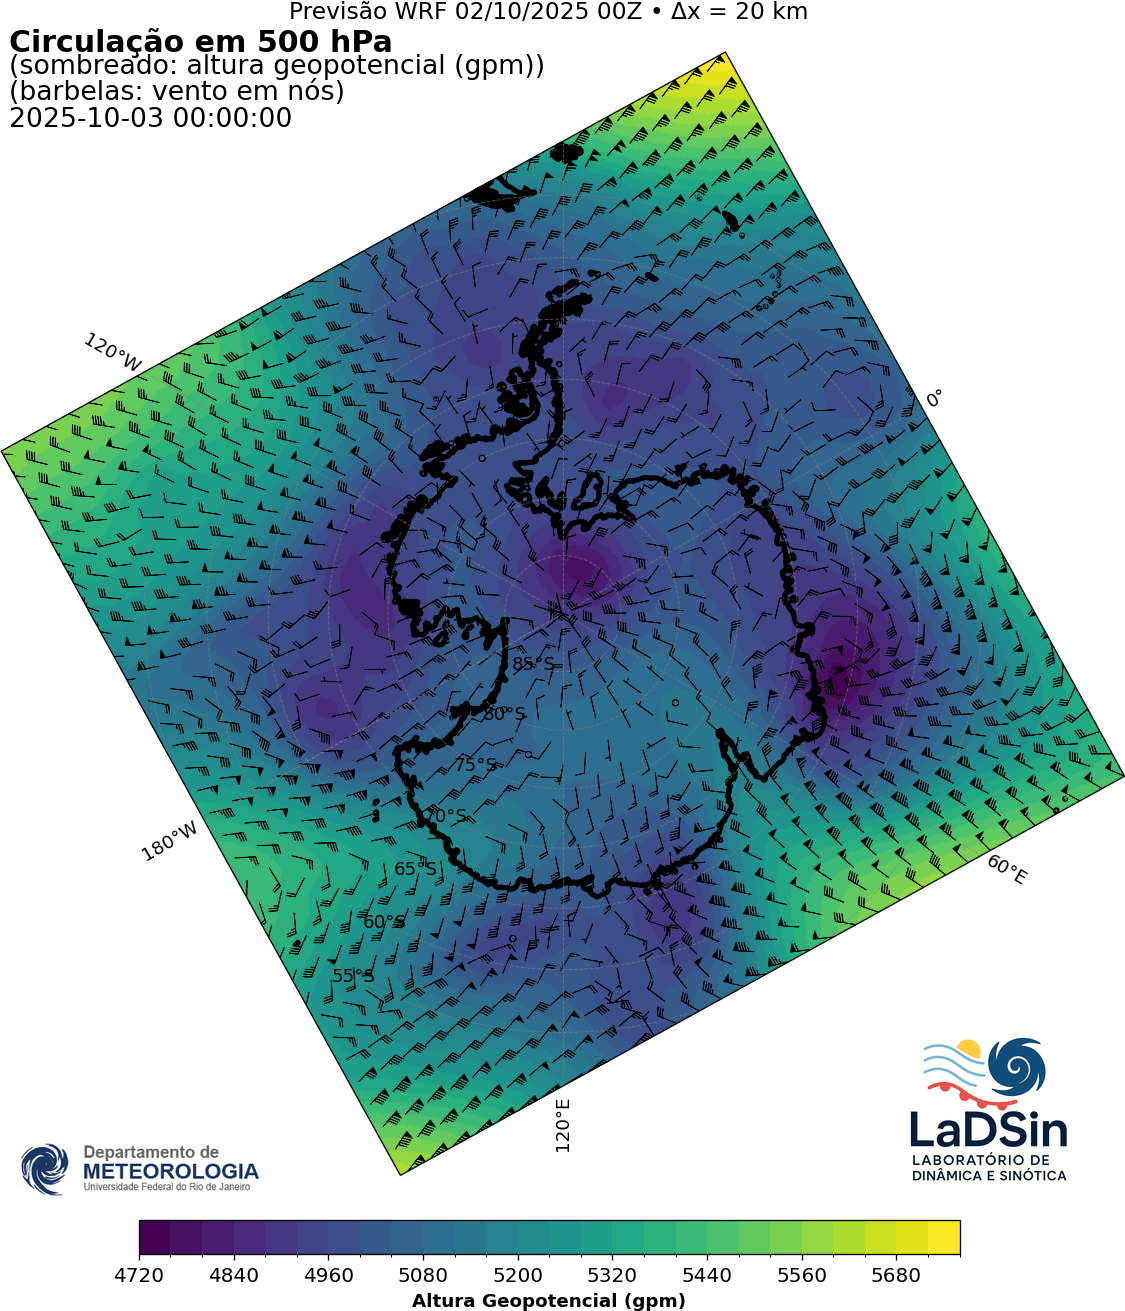 Previsão WRF 02/10/2025 00Z • Δx = 20 km
Circulação em 500 hPa
(sombreado: altura geopotencial (gpm))
(barbelas: vento em nós)
2025-10-03 00:00:00
120°W
0°
85°S
80°S
75°S
70°S
180°W
65°S
60°E
60°S
55°S
120°E
LaDSin
LABORATÓRIO DE
DINÂMICA E SINÓTICA
Departamento de
METEOROLOGIA
Universidade Federal do Rio de Janeiro
4720 4840 4960 5080 5200 5320 5440 5560 5680
Altura Geopotencial (gpm)